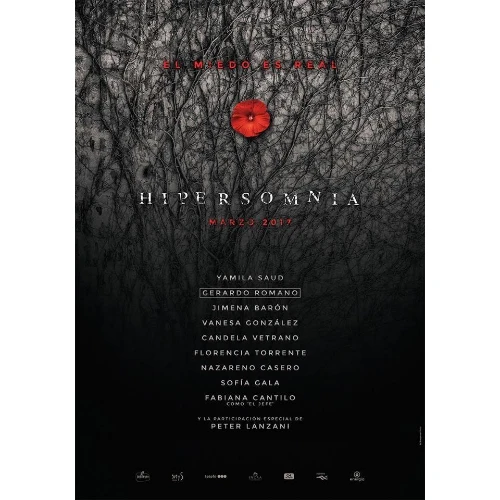 EL MIEDO ES REAL
HIPERSOMNIA
MARZO 2017
YAMILA SAUD
GERARDO ROMANO
JIMENA BARÓN
VANESA GONZÁLEZ
CANDELA VETRANO
FLORENCIA TORRENTE
NAZARENO CASERO
SOFÍA GALA
FABIANA CANTILO
COMO "EL JEFE"
Y LA PARTICIPACIÓN ESPECIAL DE
PETER LANZANI